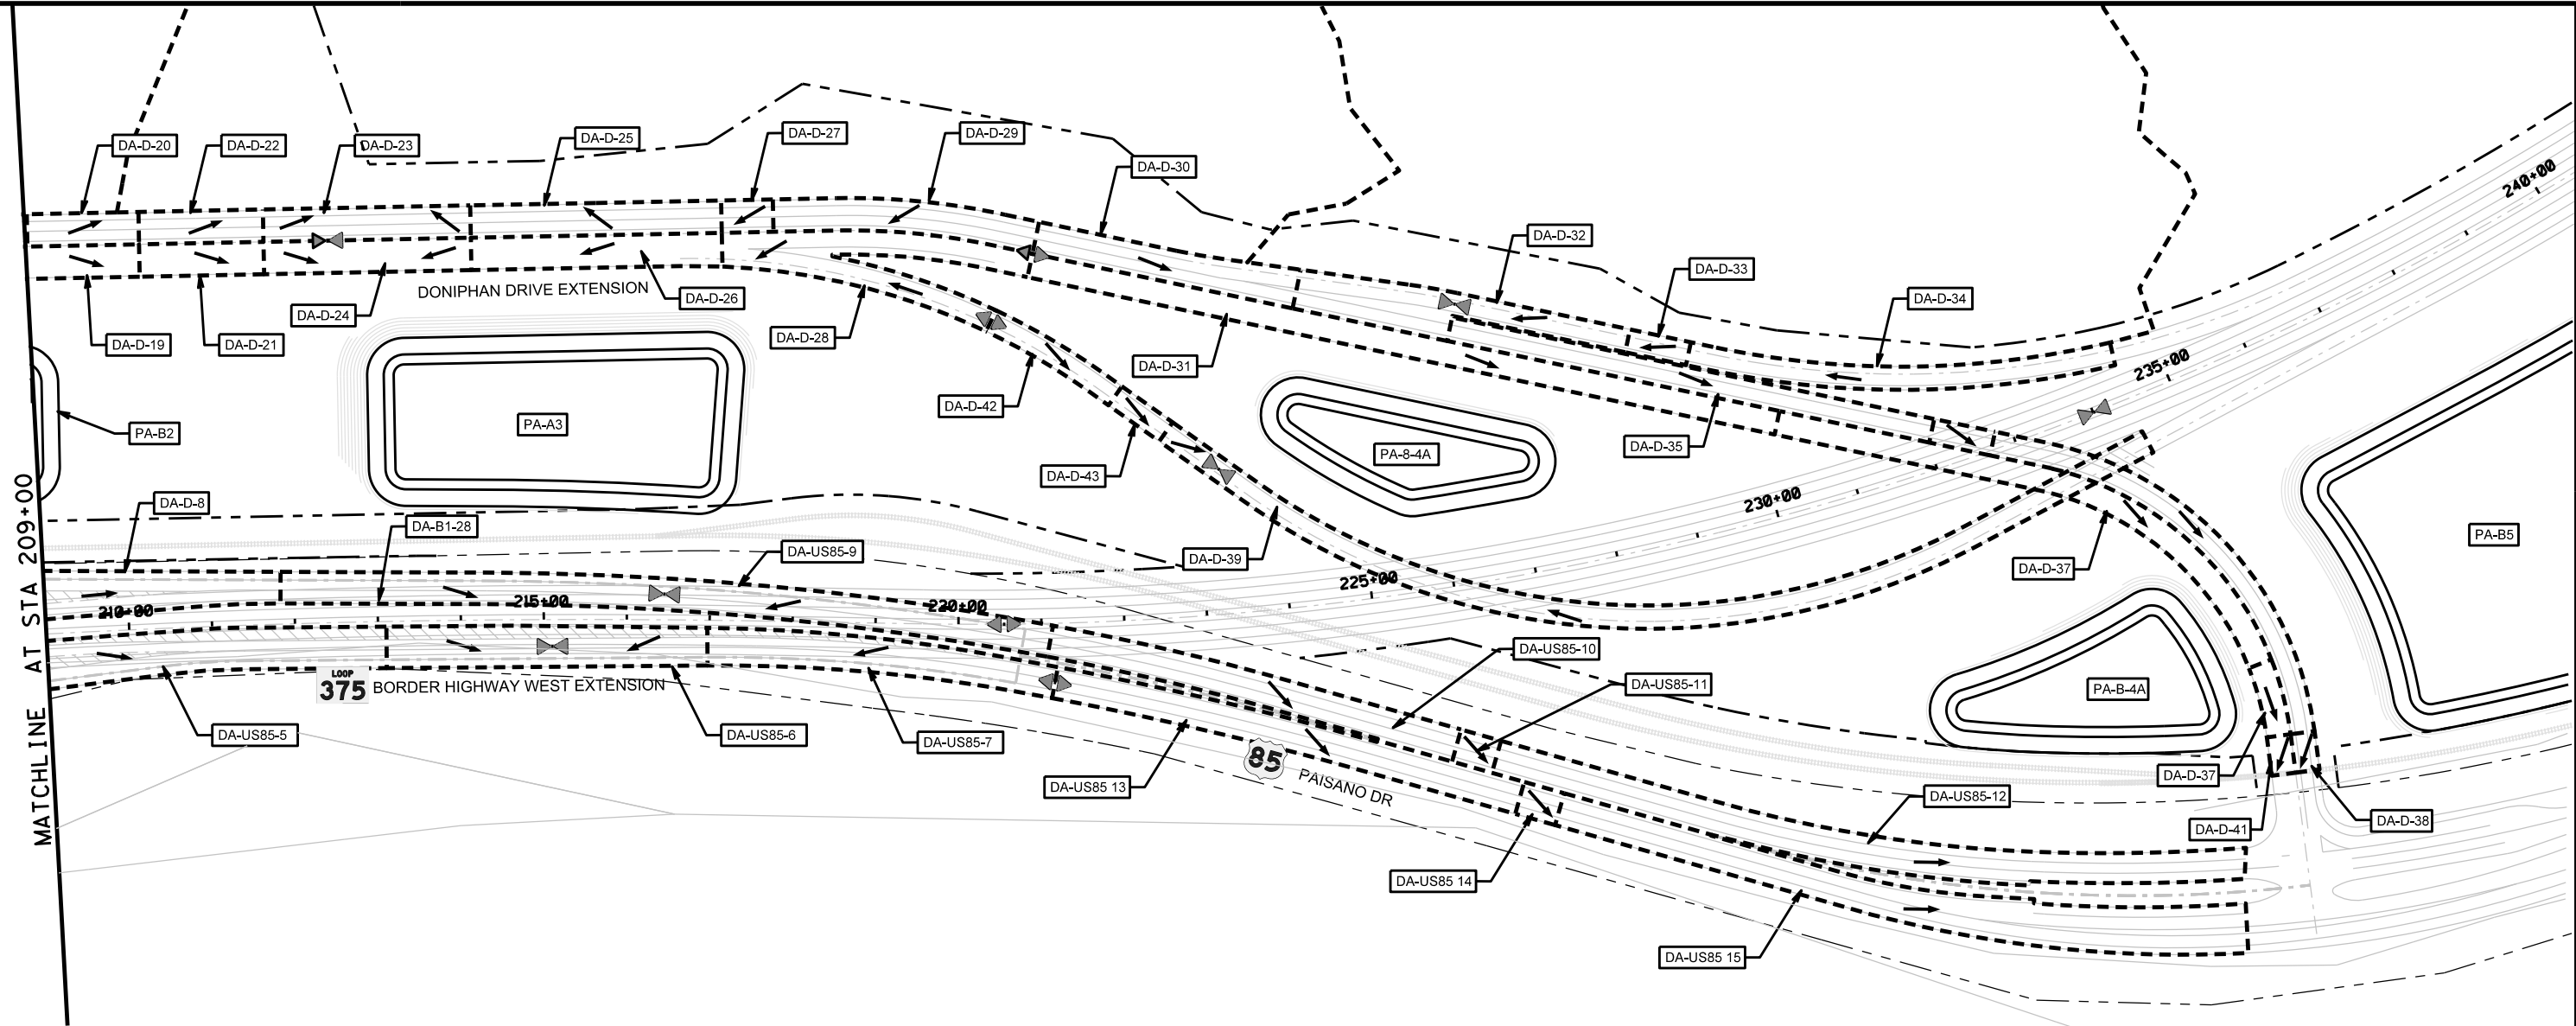 DA-D-20
DA-D-22
DA-D-23
DA-D-25
DA-D-27
DA-D-29
DA-D-30
DA-D-32
DA-D-33
DA-D-34
240+00
235+00
DONIPHAN DRIVE EXTENSION
DA-D-19
DA-D-21
DA-D-24
DA-D-26
DA-D-28
DA-D-31
DA-D-42
DA-D-43
DA-D-35
PA-B2
PA-A3
PA-8-4A
230+00
PA-B5
MATCHLINE AT STA 209+00
DA-D-8
DA-B1-28
DA-US85-9
DA-D-39
DA-D-37
210+00
215+00
220+00
225+00
LOOP
375
BORDER HIGHWAY WEST EXTENSION
DA-US85-10
DA-US85-11
PA-B-4A
DA-US85-5
DA-US85-6
DA-US85-7
DA-US85 13
85
PAISANO DR
DA-D-37
DA-US85-12
DA-D-41
DA-D-38
DA-US85 14
DA-US85 15